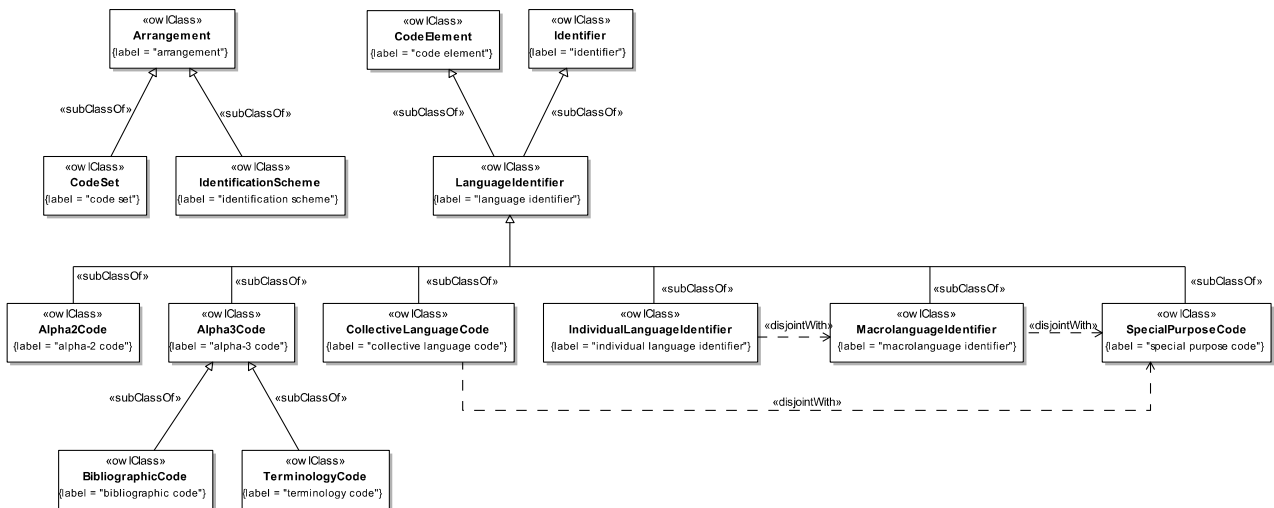 «owlClass»
Arrangement
{label = "arrangement"}
«owlClass»
CodeElement
{label = "code element"}
«owlClass»
Identifier
{label = "identifier"}
«subClassOf»
«subClassOf»
«subClassOf»
«subClassOf»
«owlClass»
CodeSet
{label = "code set"}
«owlClass»
IdentificationScheme
{label = "identification scheme"}
«owlClass»
LanguageIdentifier
{label = "language identifier"}
«subClassOf»
«subClassOf»
«subClassOf»
«subClassOf»
«subClassOf»
«subClassOf»
«owlClass»
Alpha2Code
{label = "alpha-2 code"}
«owlClass»
Alpha3Code
{label = "alpha-3 code"}
«owlClass»
CollectiveLanguageCode
{label = "collective language code"}
«owlClass»
IndividualLanguageIdentifier
{label = "individual language identifier"}
«disjointWith»
«owlClass»
MacrolanguageIdentifier
{label = "macrolanguage identifier"}
«disjointWith»
«owlClass»
SpecialPurposeCode
{label = "special purpose code"}
«subClassOf»
«subClassOf»
«disjointWith»
«owlClass»
BibliographicCode
{label = "bibliographic code"}
«owlClass»
TerminologyCode
{label = "terminology code"}